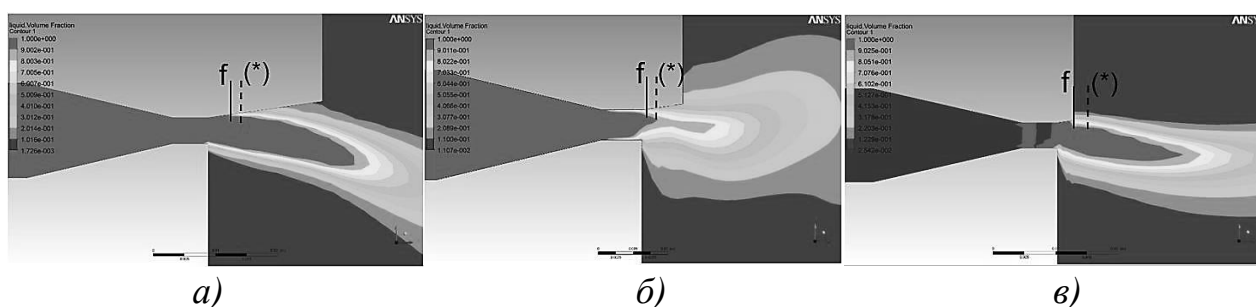 liquid.Volume Fraction
Contour 1
1.000e+000
9.002e-001
8.003e-001
7.005e-001
6.007e-001
5.009e-001
4.010e-001
3.012e-001
2.014e-001
1.016e-001
1.726e-003
ANSYS
f
(*)
а)
liquid.Volume Fraction
Contour 1
1.000e+000
9.011e-001
8.022e-001
7.033e-001
6.044e-001
5.055e-001
4.066e-001
3.077e-001
2.089e-001
1.100e-001
1.107e-002
ANSYS
f
(*)
б)
liquid.Volume Fraction
Contour 1
1.000e+000
9.025e-001
8.051e-001
7.076e-001
6.102e-001
5.127e-001
ANSYS
f
(*)
в)